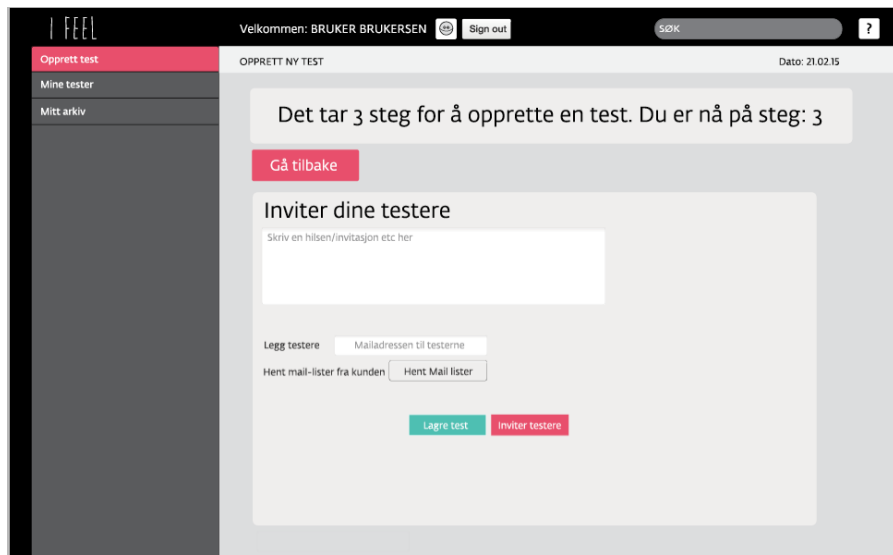 I FEEL
Velkommen: BRUKER BRUKERSEN Sign out SØK ?
Opprett test
OPPRETT NY TEST Dato: 21.02.15
Mine tester
Mitt arkiv
Det tar 3 steg for å opprette en test. Du er nå på steg: 3
Gå tilbake
Inviter dine testere
Skriv en hilsen/invitasjon etc her
Legg testere Mailadressen til testerne
Hent mail-lister fra kunden Hent Mail lister
Lagre test Inviter testere